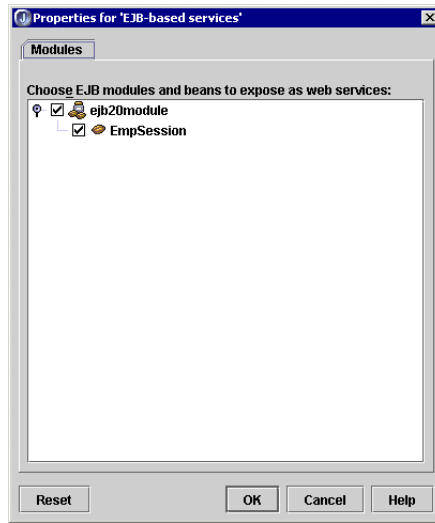 Properties for 'EJB-based services'
Modules
Choose EJB modules and beans to expose as web services:
ejb20module
EmpSession
Reset OK Cancel Help